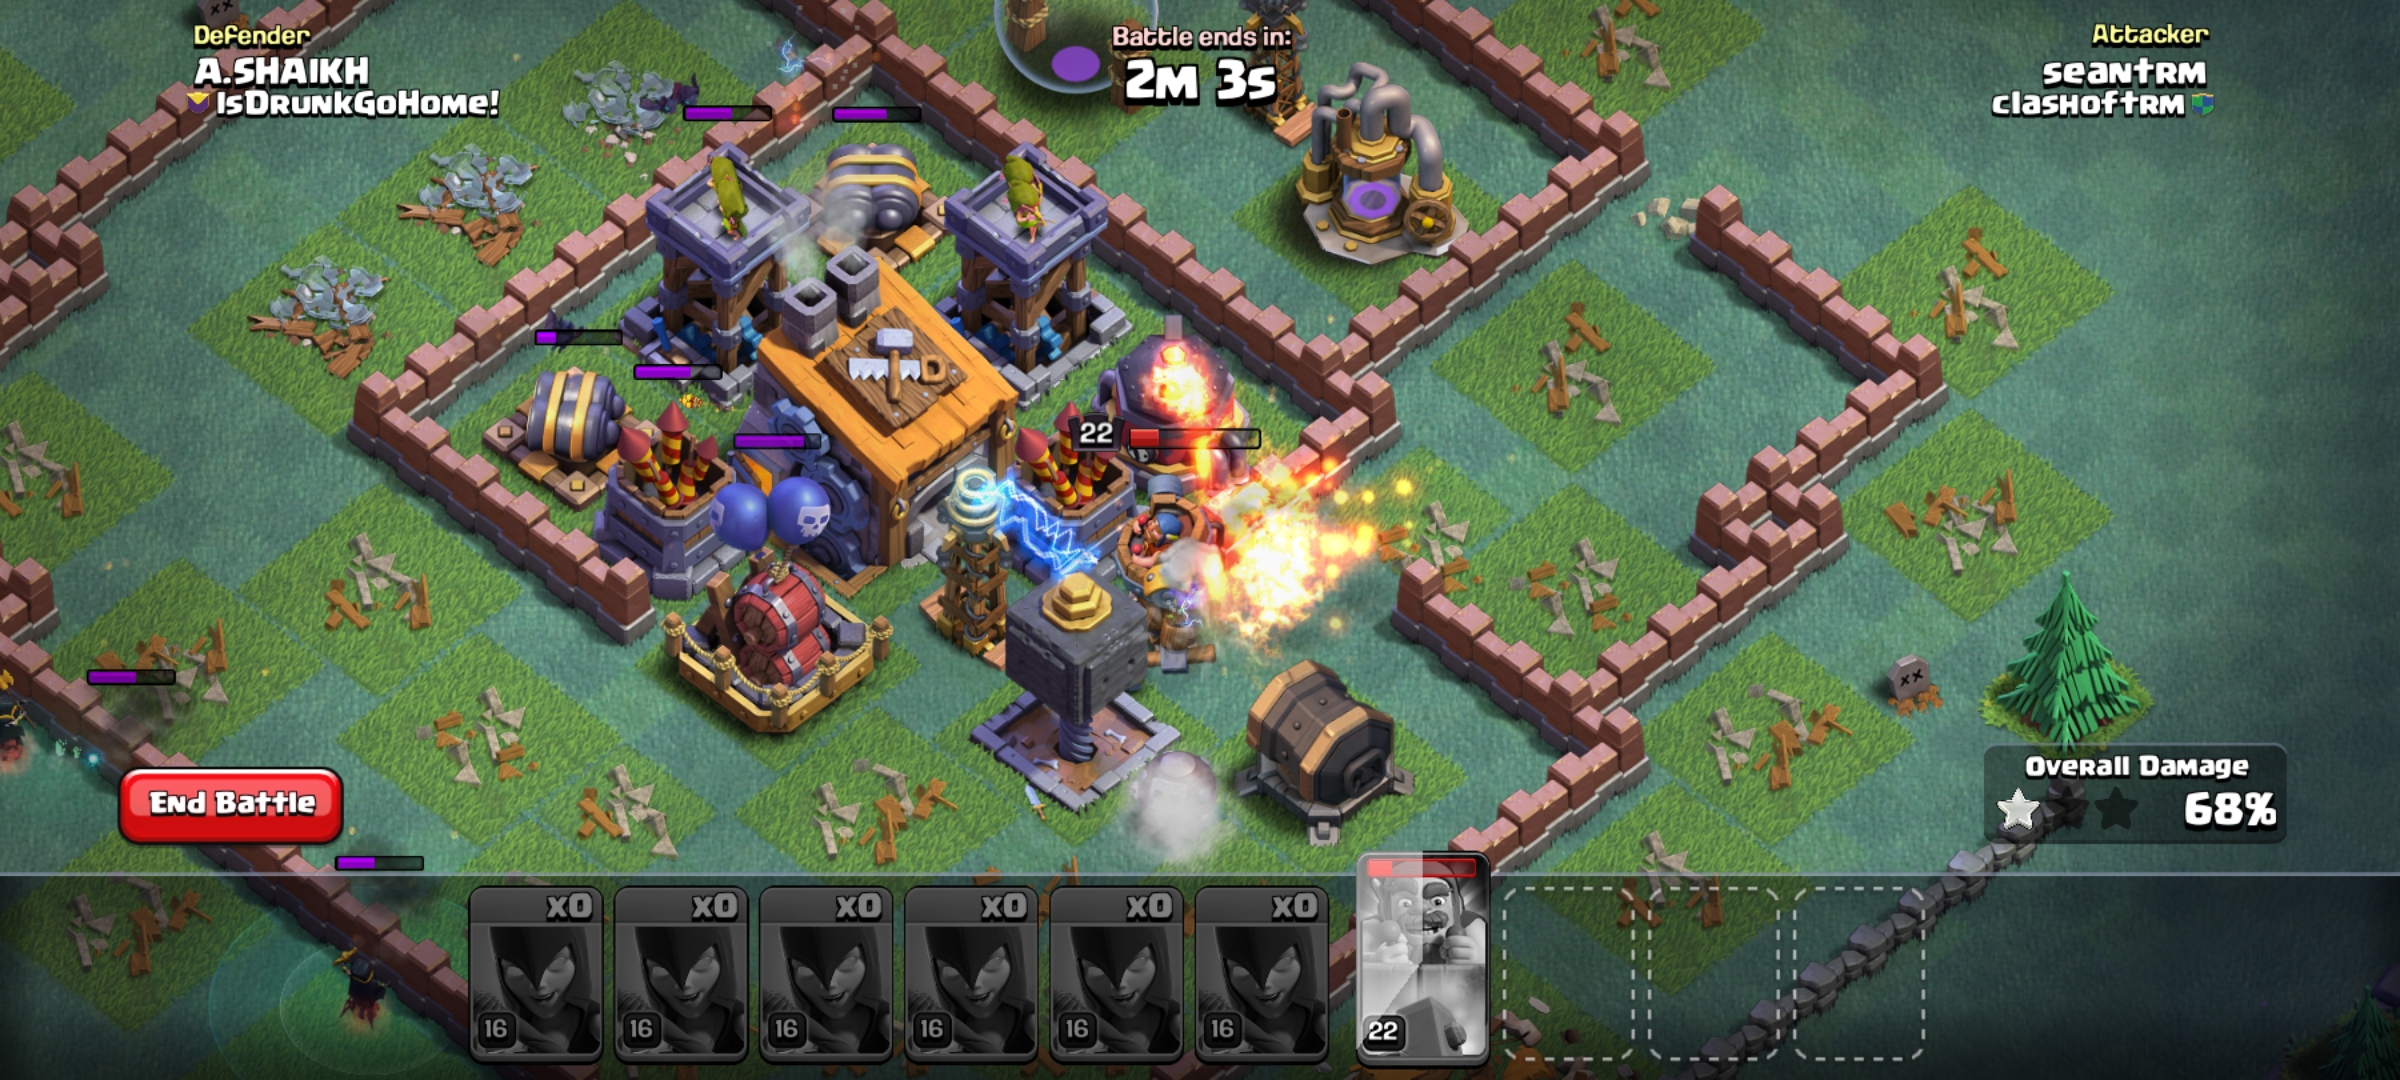 Defender
A.SHAIKH
IsDrunkGoHome!
Battle ends in:
2M 3s
Attacker
seantRM
clashoftRM
22
End Battle
Overall Damage
68%
x0 x0 x0 x0 x0 x0
16 16 16 16 16 16 22